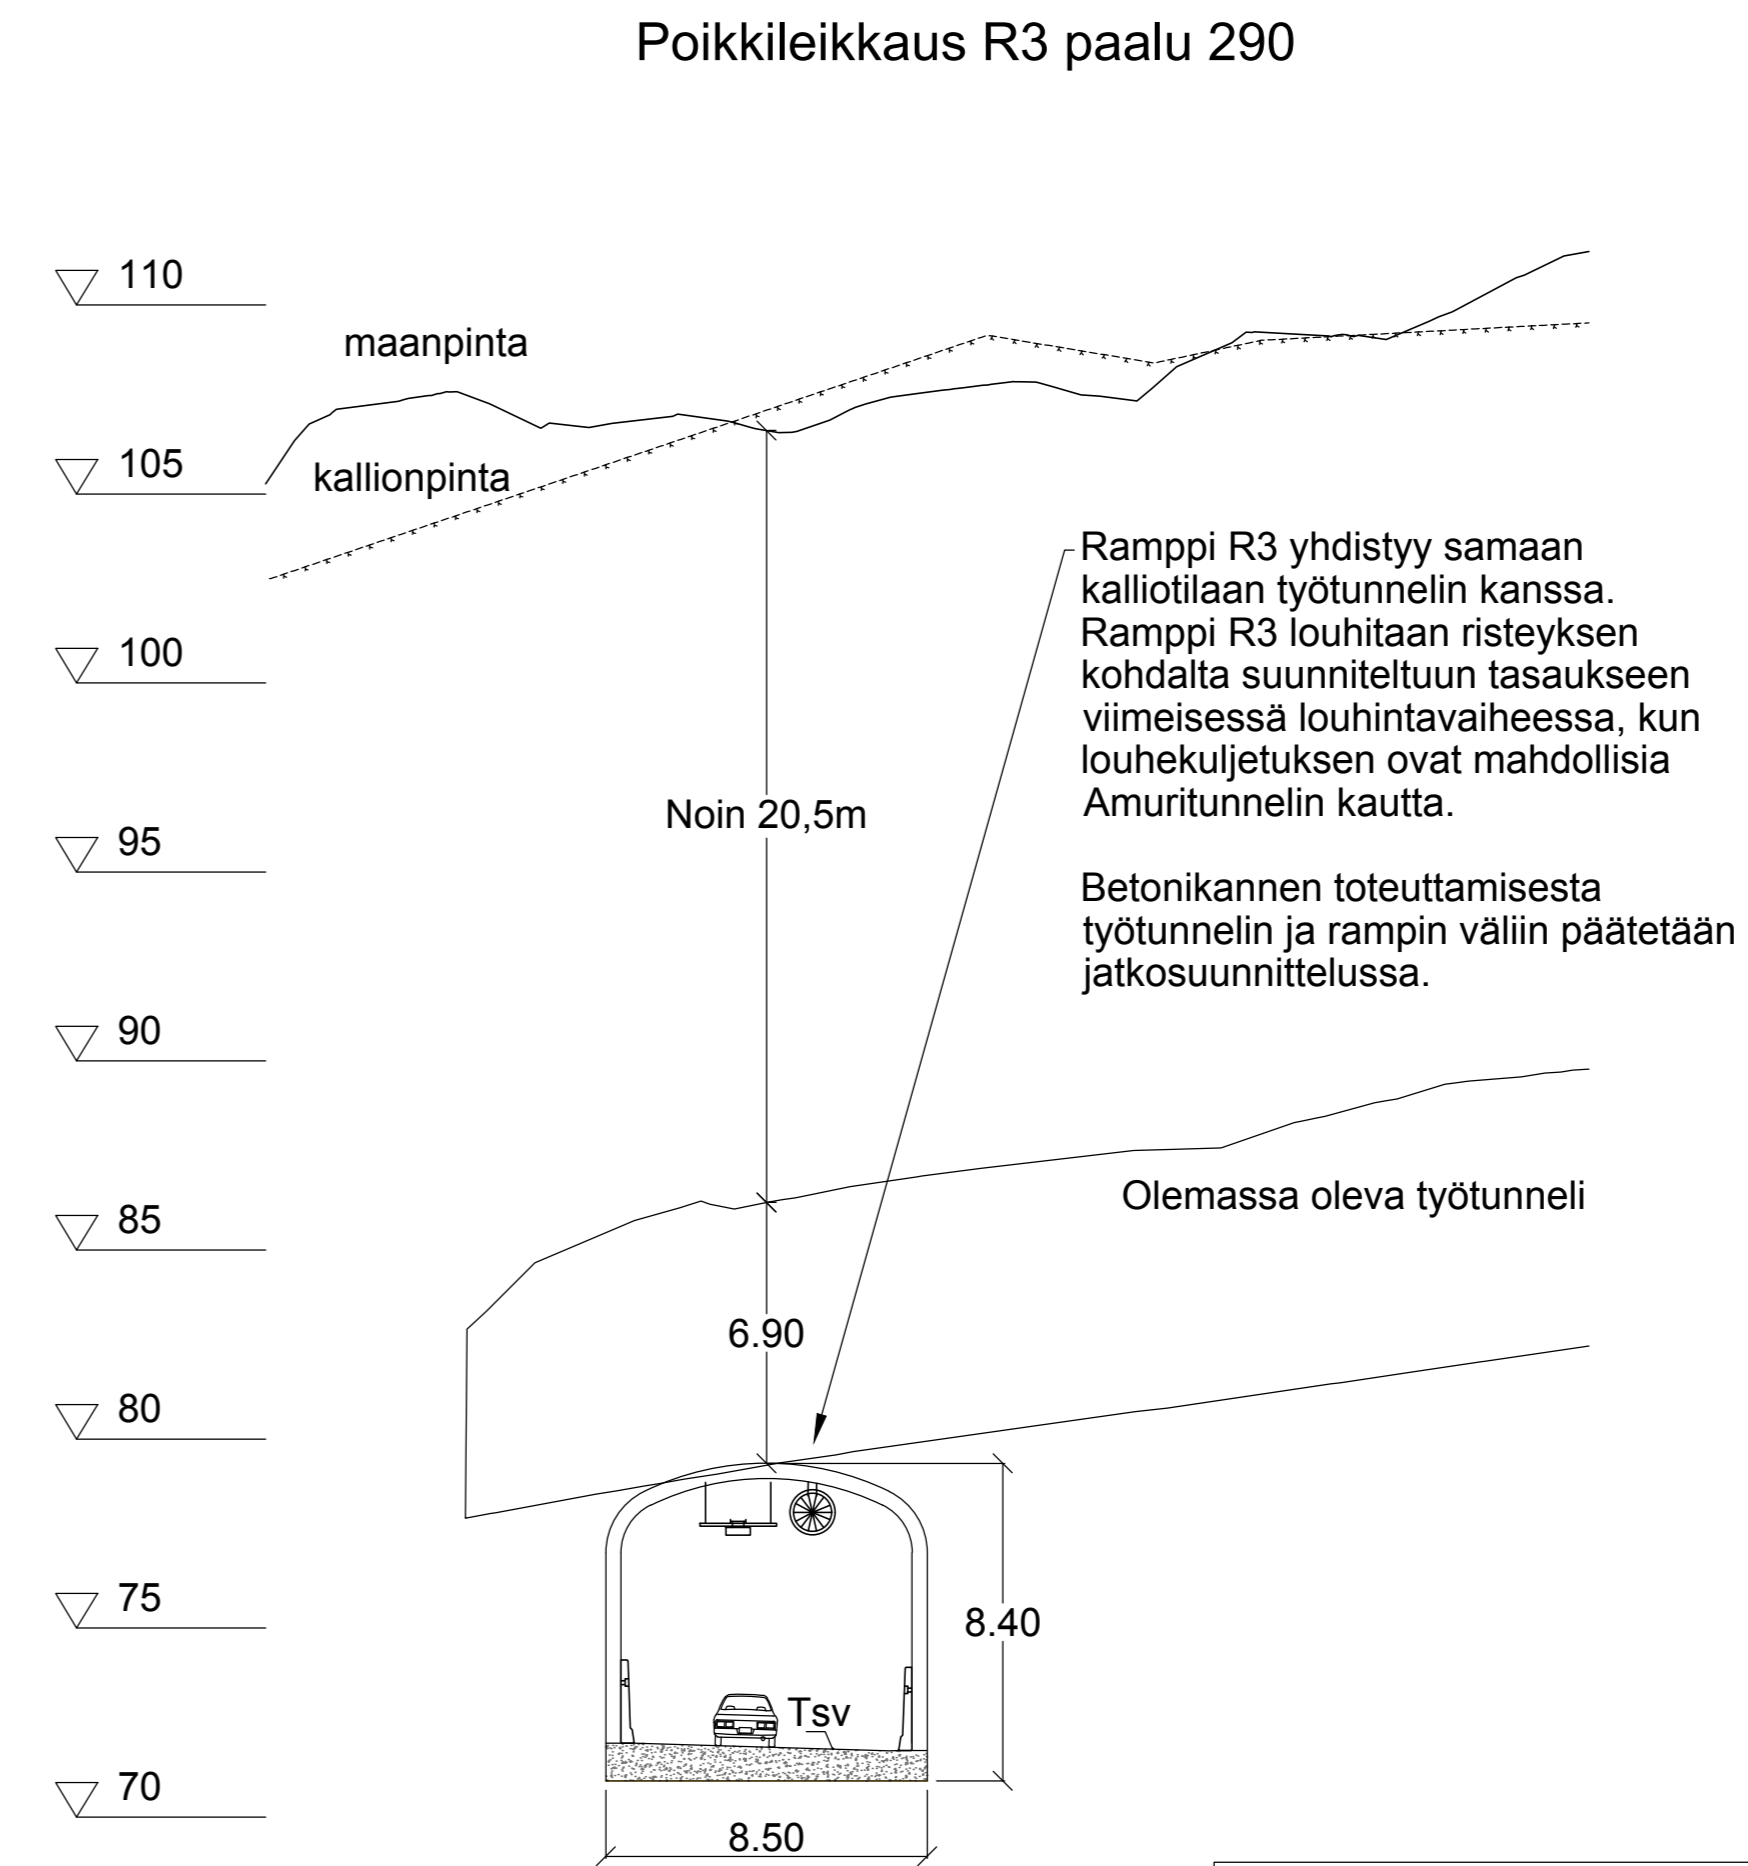 Poikkileikkaus R3 paalu 290
110
maanpinta
105
kallionpinta
Ramppi R3 yhdistyy samaan
kalliotilaan työtunnelin kanssa.
Ramppi R3 louhitaan risteyksen
kohdalta suunniteltuun tasaukseen
viimeisessä louhintavaiheessa, kun
louhekuljetuksen ovat mahdollisia
Amuritunnelin kautta.
100
95
Noin 20,5m
Betonikannen toteuttamisesta
työtunnelin ja rampin väliin päätetään
jatkosuunnittelussa.
90
85
Olemassa oleva työtunneli
6.90
80
75
8.40
Tsv
70
8.50